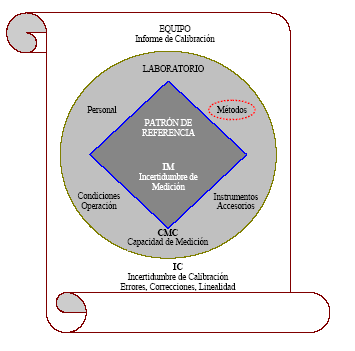 EQUIPO
Informe de Calibración
LABORATORIO
Personal
Métodos
PATRÓN DE
REFERENCIA
IM
Incertidumbre de
Medición
Condiciones
Operación
Instrumentos
Accesorios
CMC
Capacidad de Medición
IC
Incertidumbre de Calibración
Errores, Correcciones, Linealidad